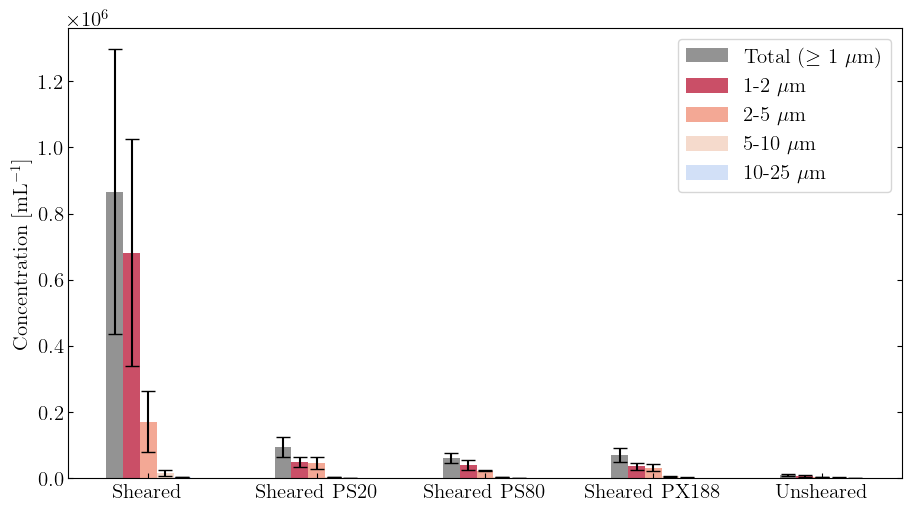 ×10⁶
Concentration [mL⁻¹]
1.2
1.0
0.8
0.6
0.4
0.2
0.0
Total (≥ 1 μm)
1-2 μm
2-5 μm
5-10 μm
10-25 μm
Sheared
Sheared PS20
Sheared PS80
Sheared PX188
Unsheared